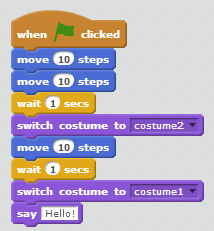 when clicked
move 10 steps
move 10 steps
wait 1 secs
switch costume to costume2
move 10 steps
wait 1 secs
switch costume to costume1
say Hello!